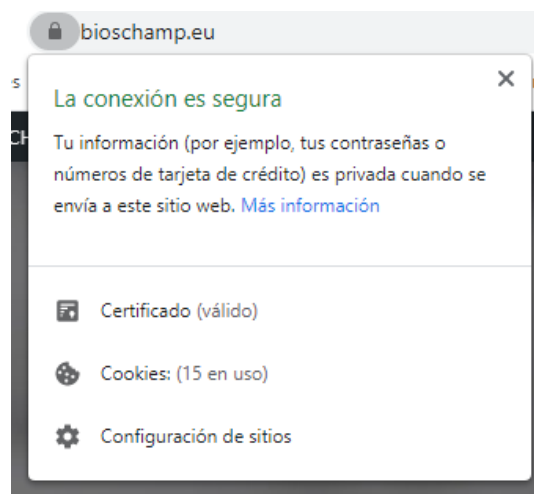 bioschamp.eu
s
La conexión es segura
CH
Tu información (por ejemplo, tus contraseñas o
números de tarjeta de crédito) es privada cuando se
envía a este sitio web. Más información
Certificado (válido)
Cookies: (15 en uso)
Configuración de sitios